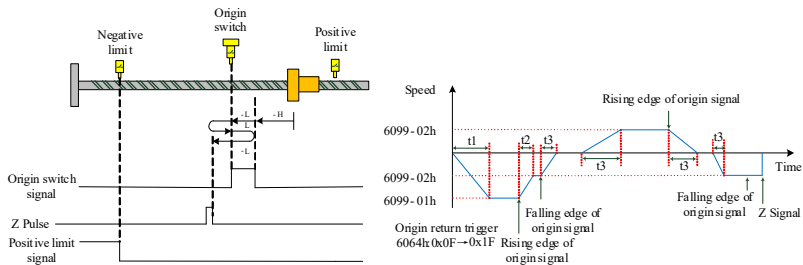 Origin
switch
Negative
limit
Positive
limit
-L
-H
L
-L
Origin switch
signal
Z Pulse
Positive limit
signal
Speed
Rising edge of origin signal
6099-02h
t1
t2
t3
t3
t3
t3
Time
6099-02h
6099-01h
Falling edge of
origin signal
Falling edge of
origin signal
Z Signal
Origin return trigger
6064h:0x0F→0x1F
Rising edge of
origin signal